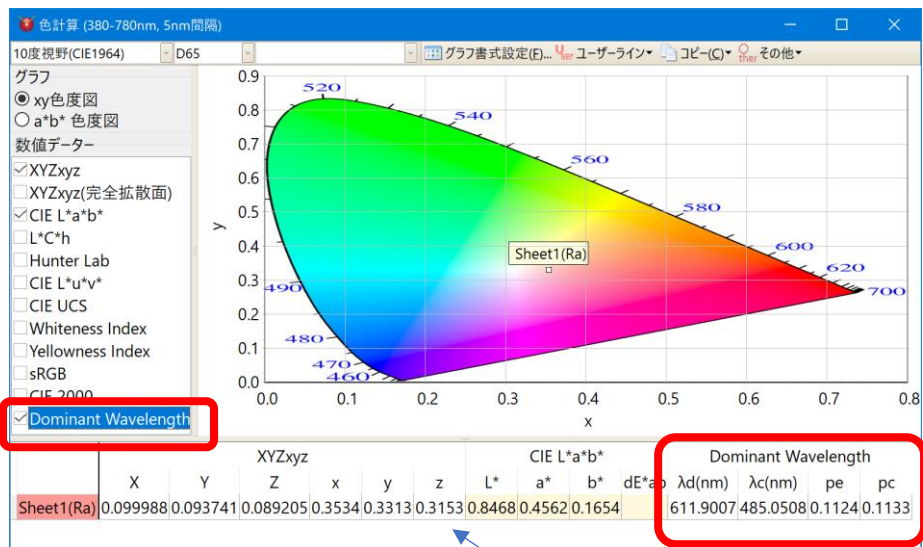 色計算 (380-780nm, 5nm間隔)
10度視野(CIE1964) D65 グラフ書式設定(F)... User ユーザーライン コピー(C) Other その他
グラフ
xy色度図
a*b* 色度図
数値データー
XYZxyz
XYZxyz(完全拡散面)
CIE L*a*b*
L*C*h
Hunter Lab
CIE L*u*v*
CIE UCS
Whiteness Index
Yellowness Index
sRGB
CIE 2000
Dominant Wavelength
0.9
0.8
0.7
0.6
0.5
0.4
0.3
0.2
0.1
0.0
y
520
540
560
580
600
620
700
490
480
470
460
Sheet1(Ra)
0.0 0.1 0.2 0.3 0.4 0.5 0.6 0.7 0.8
x
XYZxyz CIE L*a*b* Dominant Wavelength
X Y Z x y z L* a* b* dE*ab λd(nm) λc(nm) pe pc
Sheet1(Ra) 0.099988 0.093741 0.089205 0.3534 0.3313 0.3153 0.8468 0.4562 0.1654 611.9007 485.0508 0.1124 0.1133